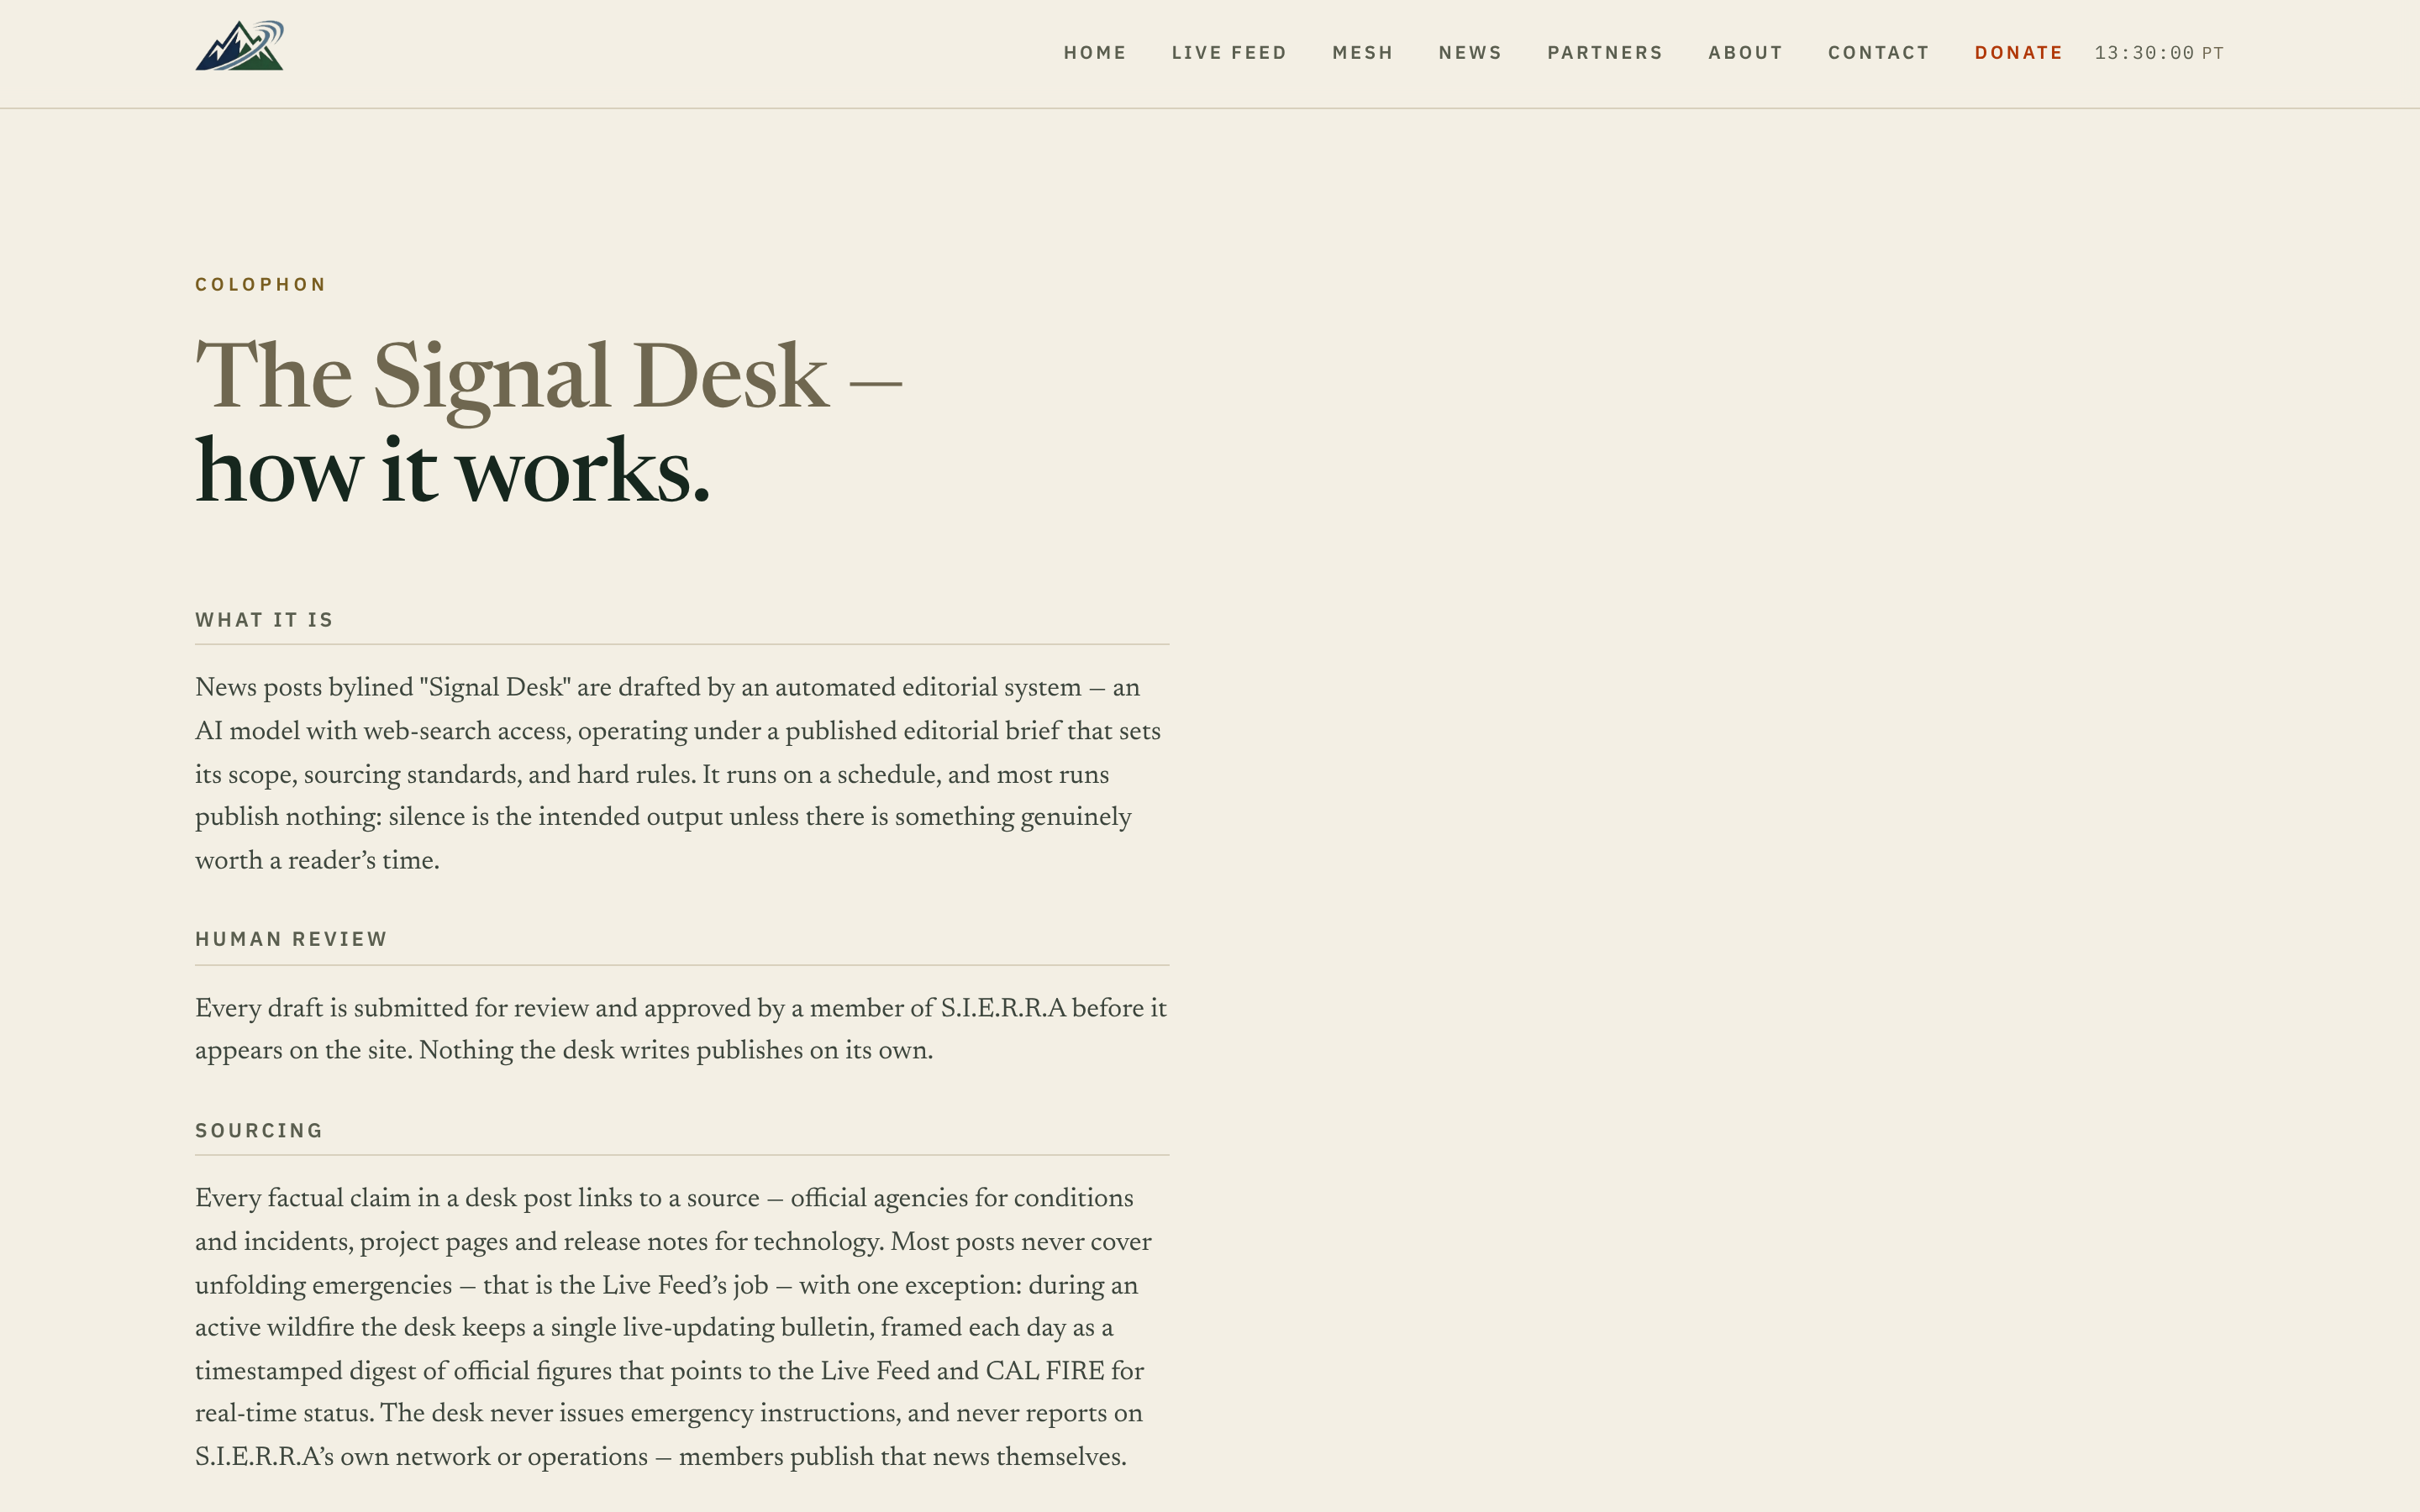 HOME LIVE FEED MESH NEWS PARTNERS ABOUT CONTACT DONATE 13:30:00 PT
COLOPHON
The Signal Desk —
how it works.
WHAT IT IS
News posts bylined "Signal Desk" are drafted by an automated editorial system — an
AI model with web-search access, operating under a published editorial brief that sets
its scope, sourcing standards, and hard rules. It runs on a schedule, and most runs
publish nothing: silence is the intended output unless there is something genuinely
worth a reader’s time.
HUMAN REVIEW
Every draft is submitted for review and approved by a member of S.I.E.R.R.A before it
appears on the site. Nothing the desk writes publishes on its own.
SOURCING
Every factual claim in a desk post links to a source — official agencies for conditions
and incidents, project pages and release notes for technology. Most posts never cover
unfolding emergencies — that is the Live Feed’s job — with one exception: during an
active wildfire the desk keeps a single live-updating bulletin, framed each day as a
timestamped digest of official figures that points to the Live Feed and CAL FIRE for
real-time status. The desk never issues emergency instructions, and never reports on
S.I.E.R.R.A’s own network or operations — members publish that news themselves.